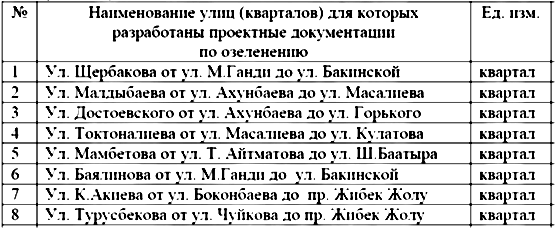 № Наименование улиц (кварталов) для которых Ед. изм.
разработаны проектные документации
по озеленению
1 Ул. Щербакова от ул. М.Ганди до ул. Бакинской квартал
2 Ул. Малдыбаева от ул. Ахунбаева до ул. Масалиева квартал
3 Ул. Достоевского от ул. Ахунбаева до ул. Горького квартал
4 Ул. Токтоналиева от ул. Масалиева до ул. Кулатова квартал
5 Ул. Мамбетова от ул. Т. Айтматова до ул. Ш.Баатыра квартал
6 Ул. Баялинова от ул. М.Ганди до ул. Бакинской квартал
7 Ул. К.Акиева от ул. Боконбаева до пр. Жибек Жолу квартал
8 Ул. Турусбекова от ул. Чуйкова до пр. Жибек Жолу квартал